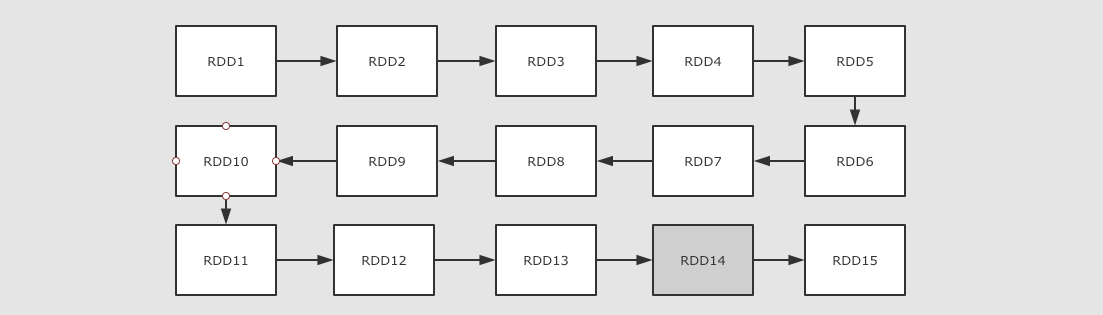 RDD1 RDD2 RDD3 RDD4 RDD5
RDD10 RDD9 RDD8 RDD7 RDD6
RDD11 RDD12 RDD13 RDD14 RDD15